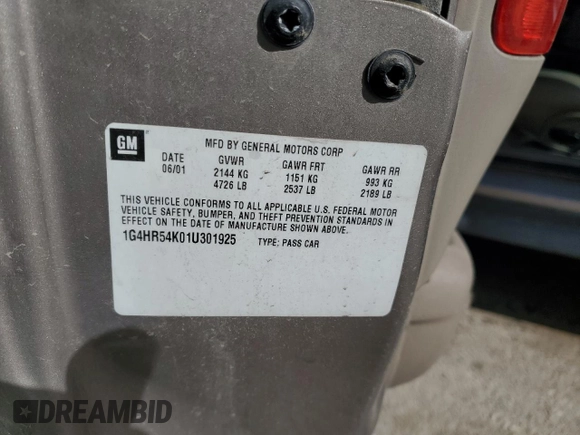 GM
MFD BY GENERAL MOTORS CORP
DATE GVWR GAWR FRT GAWR RR
06/01 2144 KG 1151 KG 993 KG
4726 LB 2537 LB 2189 LB
THIS VEHICLE CONFORMS TO ALL APPLICABLE U.S. FEDERAL MOTOR
VEHICLE SAFETY, BUMPER, AND THEFT PREVENTION STANDARDS IN
EFFECT ON THE DATE OF MANUFACTURE SHOWN ABOVE.
1G4HR54K01U301925 TYPE: PASS CAR
DREAMBID